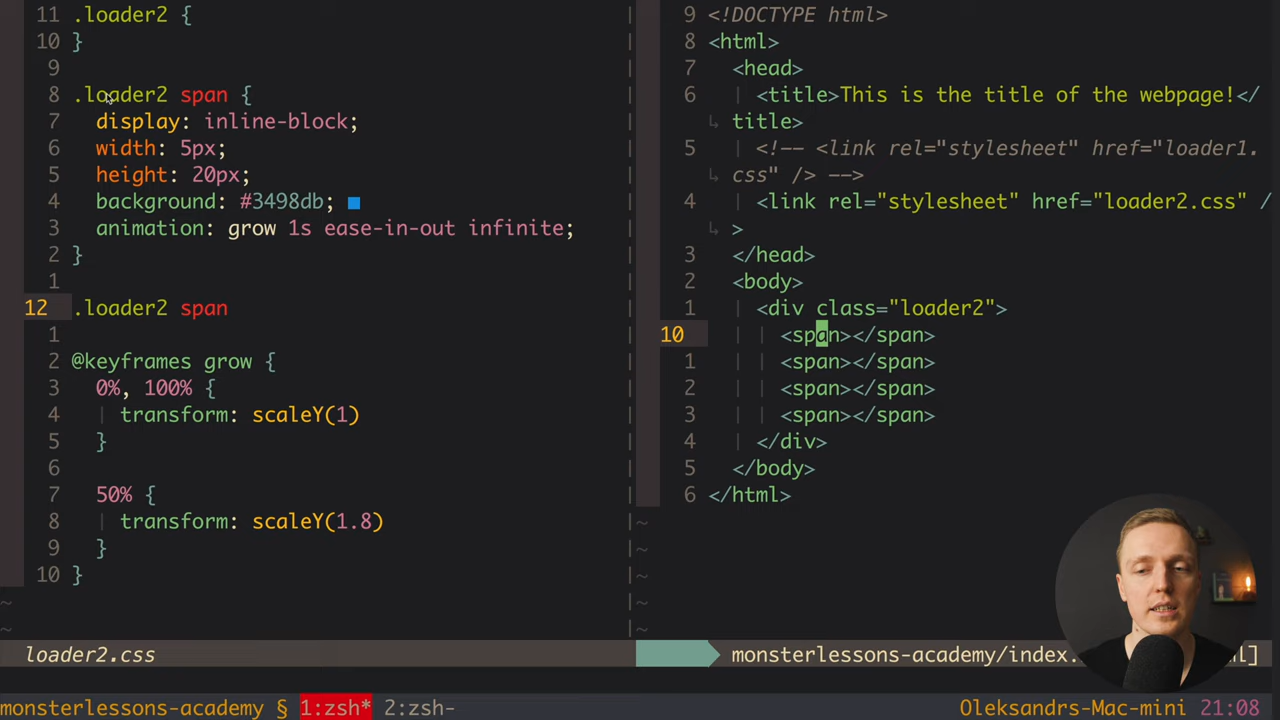 11 .loader2 {
10 }
9
8 .loader2 span {
7 display: inline-block;
6 width: 5px;
5 height: 20px;
4 background: #3498db;
3 animation: grow 1s ease-in-out infinite;
2 }
1
12 .loader2 span
1
2 @keyframes grow {
3 0%, 100% {
4 transform: scaleY(1)
5 }
6
7 50% {
8 transform: scaleY(1.8)
9 }
10 }
~
~
loader2.css
9 <!DOCTYPE html>
8 <html>
7 <head>
6 <title>This is the title of the webpage!</
↳ title>
5 <!-- <link rel="stylesheet" href="loader1.
↳ css" /> -->
4 <link rel="stylesheet" href="loader2.css" /
↳ >
3 </head>
2 <body>
1 <div class="loader2">
10 <span></span>
1 <span></span>
2 <span></span>
3 <span></span>
4 </div>
5 </body>
6 </html>
~
~
~
~
~
monsterlessons-academy/index.
monsterlessons-academy § 1:zsh* 2:zsh-
Oleksandrs-Mac-mini 21:08